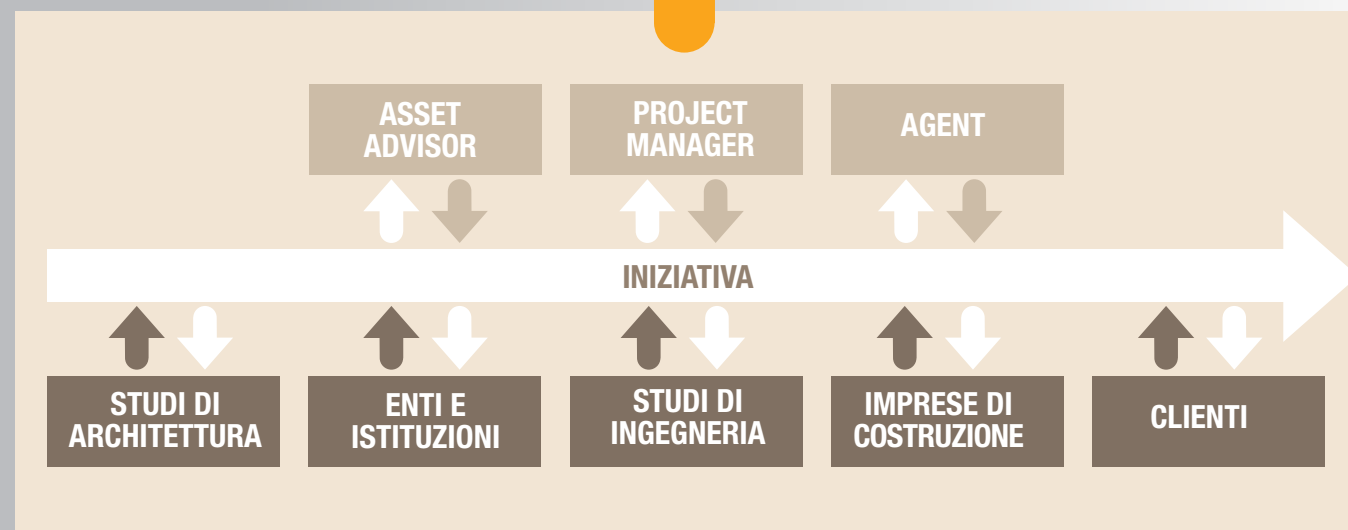 ASSET
ADVISOR
PROJECT
MANAGER
AGENT
INIZIATIVA
STUDI DI
ARCHITETTURA
ENTI E
ISTITUZIONI
STUDI DI
INGEGNERIA
IMPRESE DI
COSTRUZIONE
CLIENTI